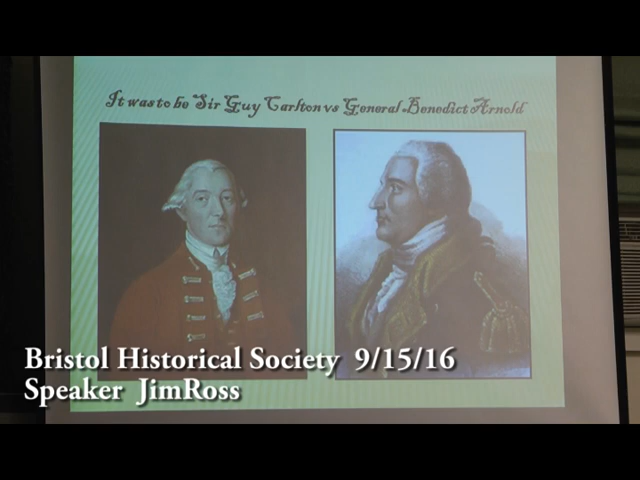 It was to be Sir Guy Carlton vs General Benedict Arnold
Bristol Historical Society 9/15/16
Speaker JimRoss